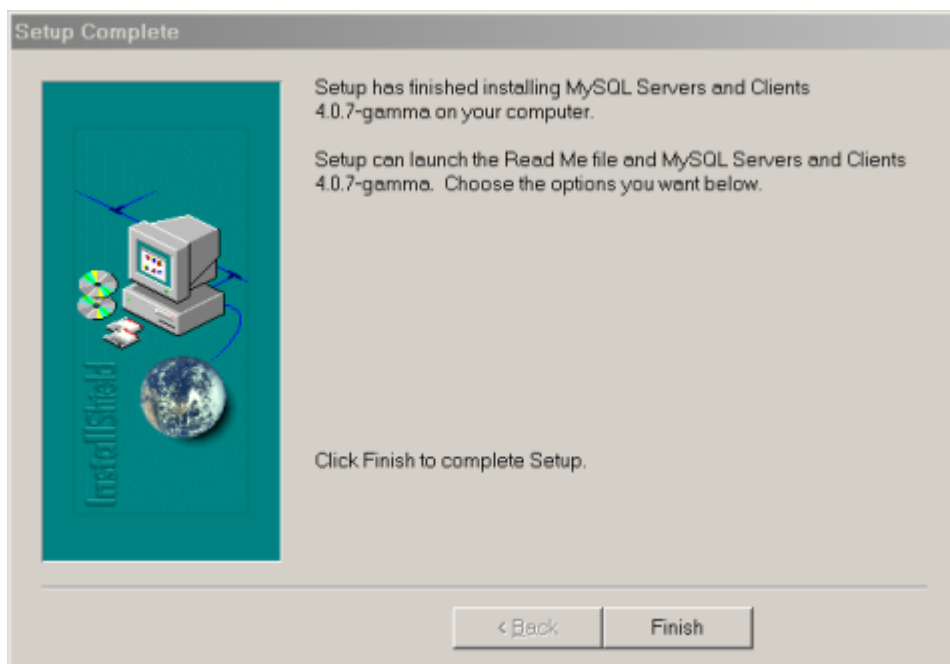 Setup Complete
Setup has finished installing MySQL Servers and Clients
4.0.7-gamma on your computer.
Setup can launch the Read Me file and MySQL Servers and Clients
4.0.7-gamma. Choose the options you want below.
InstallShield
Click Finish to complete Setup.
< Back
Finish